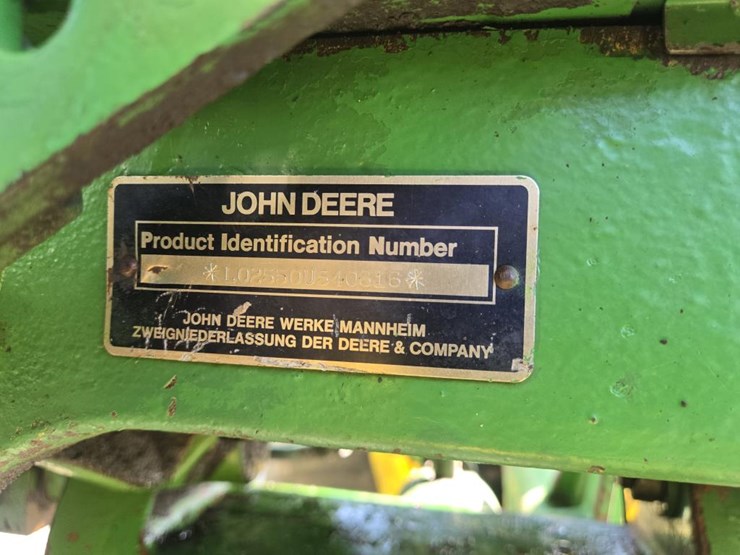 JOHN DEERE
Product Identification Number
JOHN DEERE WERKE MANNHEIM
ZWEIGNIEDERLASSUNG DER DEERE & COMPANY